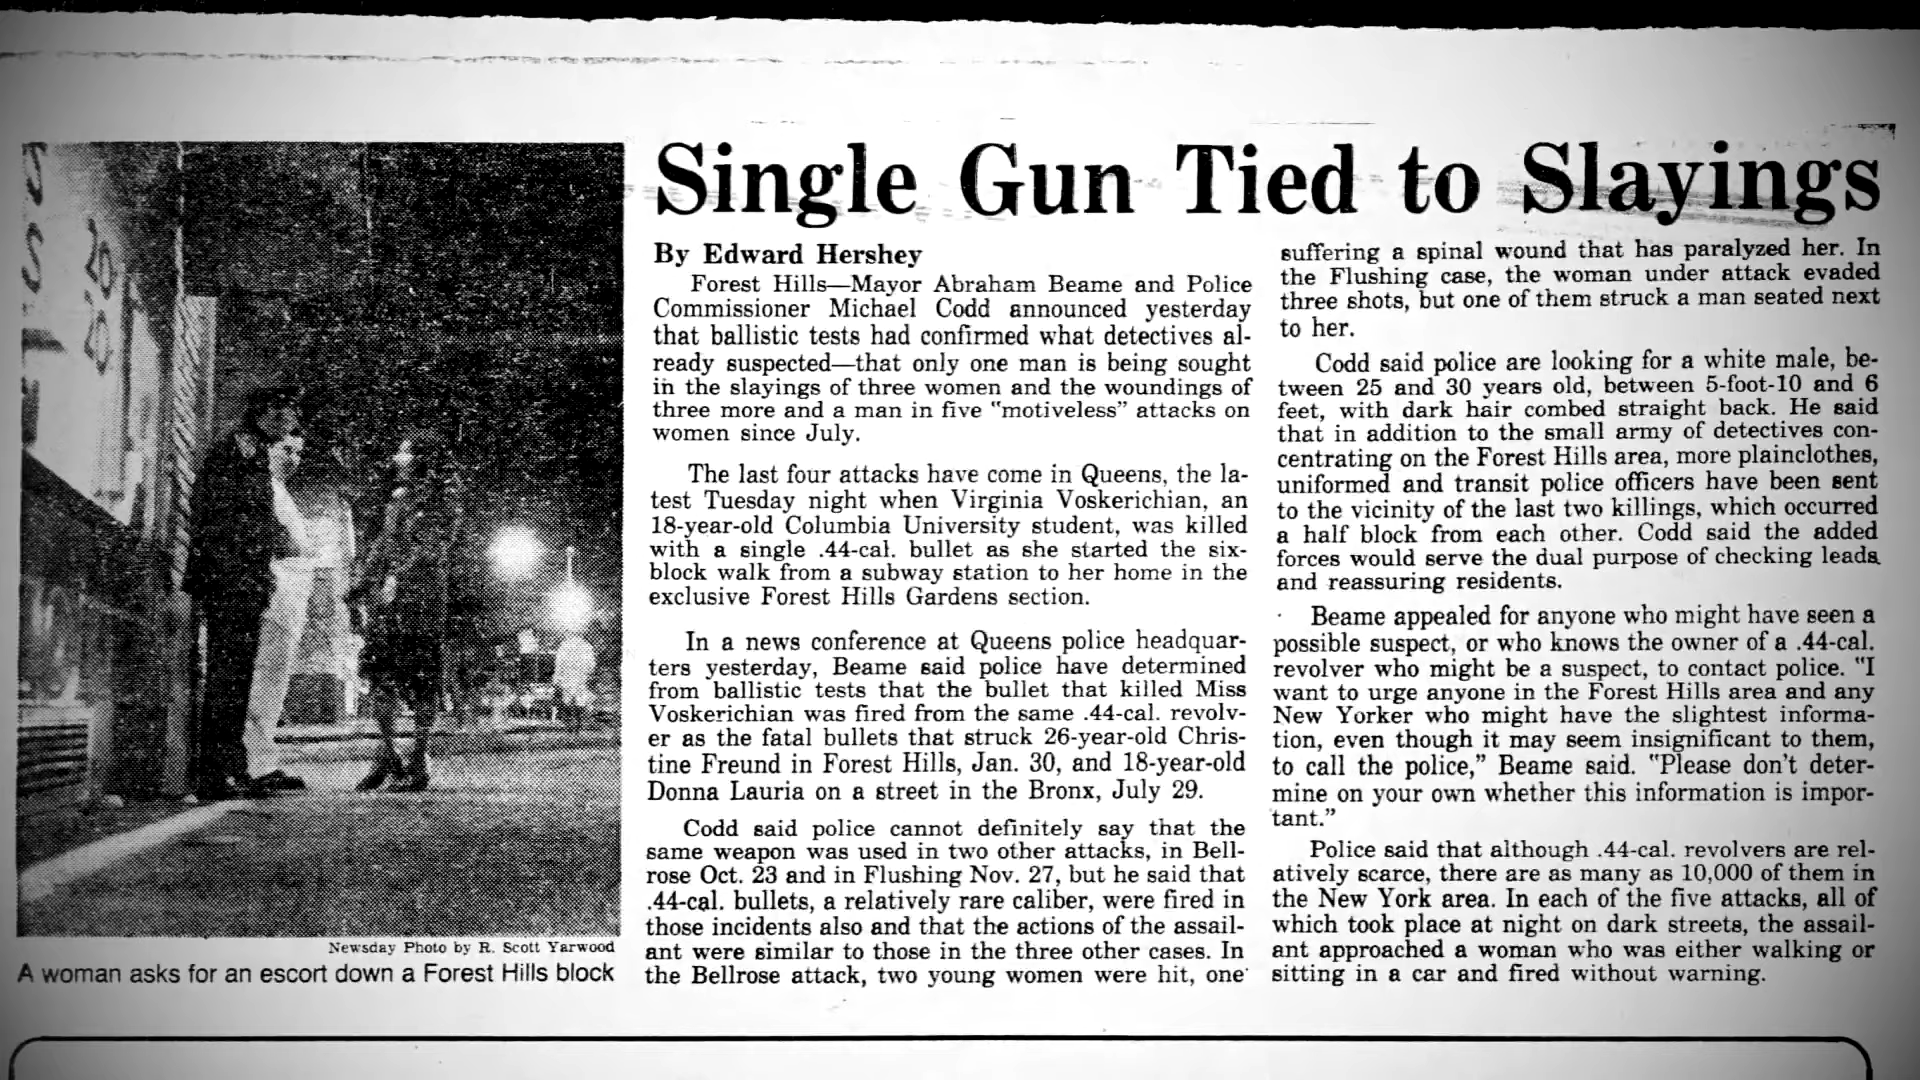 Single Gun Tied to Slayings
By Edward Hershey
Forest Hills—Mayor Abraham Beame and Police
Commissioner Michael Codd announced yesterday
that ballistic tests had confirmed what detectives al-
ready suspected—that only one man is being sought
in the slayings of three women and the woundings of
three more and a man in five "motiveless" attacks on
women since July.
The last four attacks have come in Queens, the la-
test Tuesday night when Virginia Voskerichian, an
18-year-old Columbia University student, was killed
with a single .44-cal. bullet as she started the six-
block walk from a subway station to her home in the
exclusive Forest Hills Gardens section.
In a news conference at Queens police headquar-
ters yesterday, Beame said police have determined
from ballistic tests that the bullet that killed Miss
Voskerichian was fired from the same .44-cal. revolv-
er as the fatal bullets that struck 26-year-old Chris-
tine Freund in Forest Hills, Jan. 30, and 18-year-old
Donna Lauria on a street in the Bronx, July 29.
Codd said police cannot definitely say that the
same weapon was used in two other attacks, in Bell-
rose Oct. 23 and in Flushing Nov. 27, but he said that
.44-cal. bullets, a relatively rare caliber, were fired in
those incidents also and that the actions of the assail-
ant were similar to those in the three other cases. In
the Bellrose attack, two young women were hit, one
suffering a spinal wound that has paralyzed her. In
the Flushing case, the woman under attack evaded
three shots, but one of them struck a man seated next
to her.
Codd said police are looking for a white male, be-
tween 25 and 30 years old, between 5-foot-10 and 6
feet, with dark hair combed straight back. He said
that in addition to the small army of detectives con-
centrating on the Forest Hills area, more plainclothes,
uniformed and transit police officers have been sent
to the vicinity of the last two killings, which occurred
a half block from each other. Codd said the added
forces would serve the dual purpose of checking leads
and reassuring residents.
Beame appealed for anyone who might have seen a
possible suspect, or who knows the owner of a .44-cal.
revolver who might be a suspect, to contact police. "I
want to urge anyone in the Forest Hills area and any
New Yorker who might have the slightest informa-
tion, even though it may seem insignificant to them,
to call the police," Beame said. "Please don't deter-
mine on your own whether this information is impor-
tant."
Police said that although .44-cal. revolvers are rel-
atively scarce, there are as many as 10,000 of them in
the New York area. In each of the five attacks, all of
which took place at night on dark streets, the assail-
ant approached a woman who was either walking or
sitting in a car and fired without warning.
Newsday Photo by R. Scott Yarwood
A woman asks for an escort down a Forest Hills block